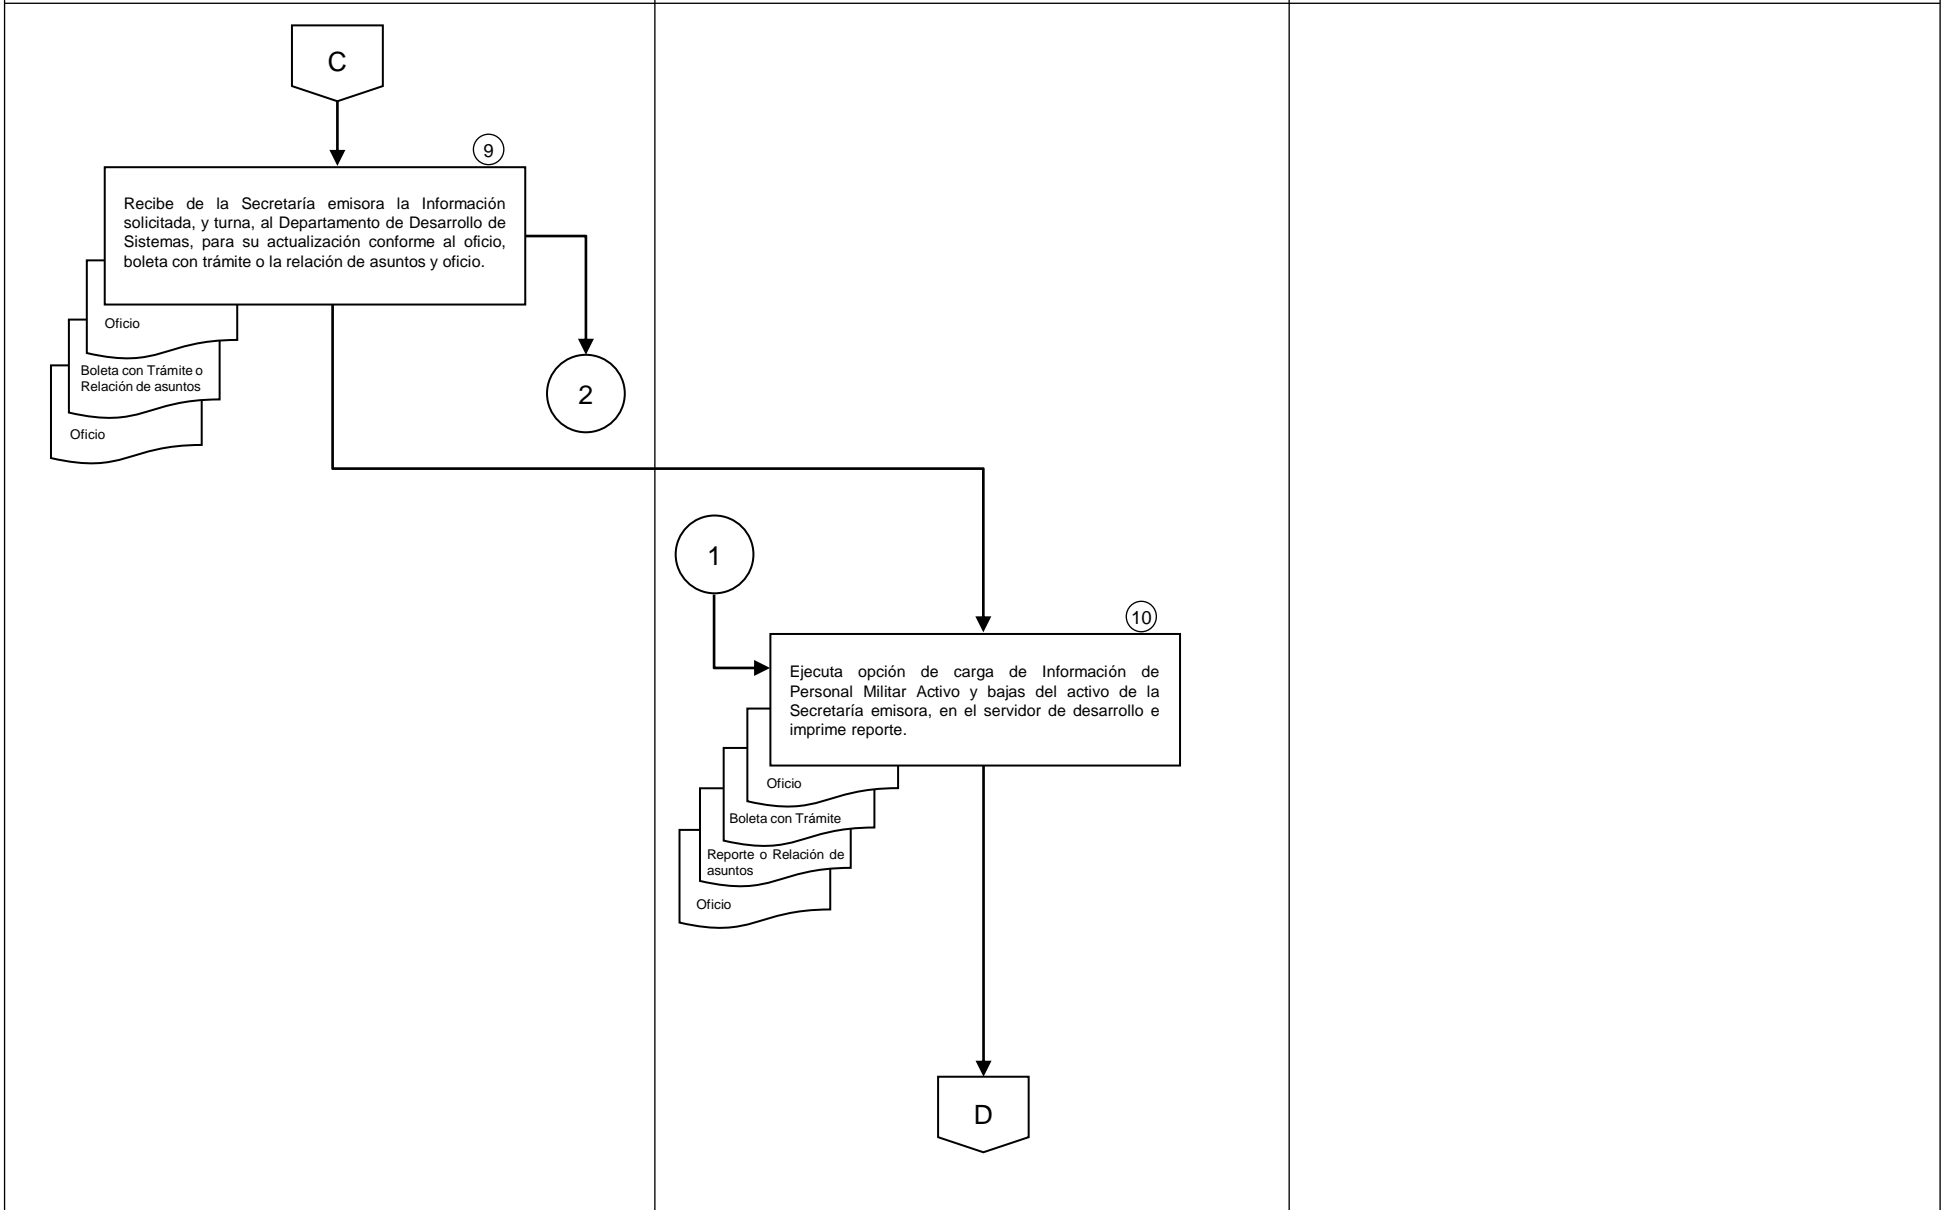 C
9
Recibe de la Secretaría emisora la Información
solicitada, y turna, al Departamento de Desarrollo de
Sistemas, para su actualización conforme al oficio,
boleta con trámite o la relación de asuntos y oficio.
Oficio
Boleta con Trámite o
Relación de asuntos
Oficio
2
1
10
Ejecuta opción de carga de Información de
Personal Militar Activo y bajas del activo de la
Secretaría emisora, en el servidor de desarrollo e
imprime reporte.
Oficio
Boleta con Trámite
Reporte o Relación de
asuntos
Oficio
D